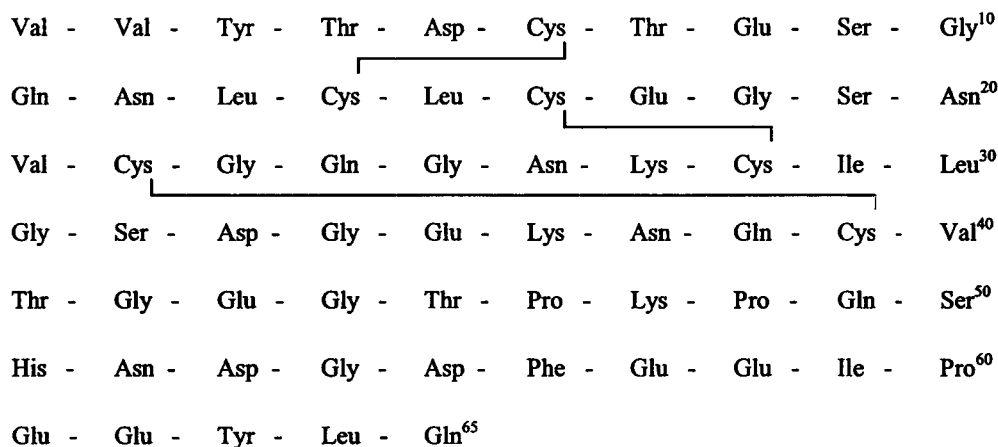 Val - Val - Tyr - Thr - Asp - Cys - Thr - Glu - Ser - Gly10
Gln - Asn - Leu - Cys - Leu - Cys - Glu - Gly - Ser - Asn20
Val - Cys - Gly - Gln - Gly - Asn - Lys - Cys - Ile - Leu30
Gly - Ser - Asp - Gly - Glu - Lys - Asn - Gln - Cys - Val40
Thr - Gly - Glu - Gly - Thr - Pro - Lys - Pro - Gln - Ser50
His - Asn - Asp - Gly - Asp - Phe - Glu - Glu - Ile - Pro60
Glu - Glu - Tyr - Leu - Gln65